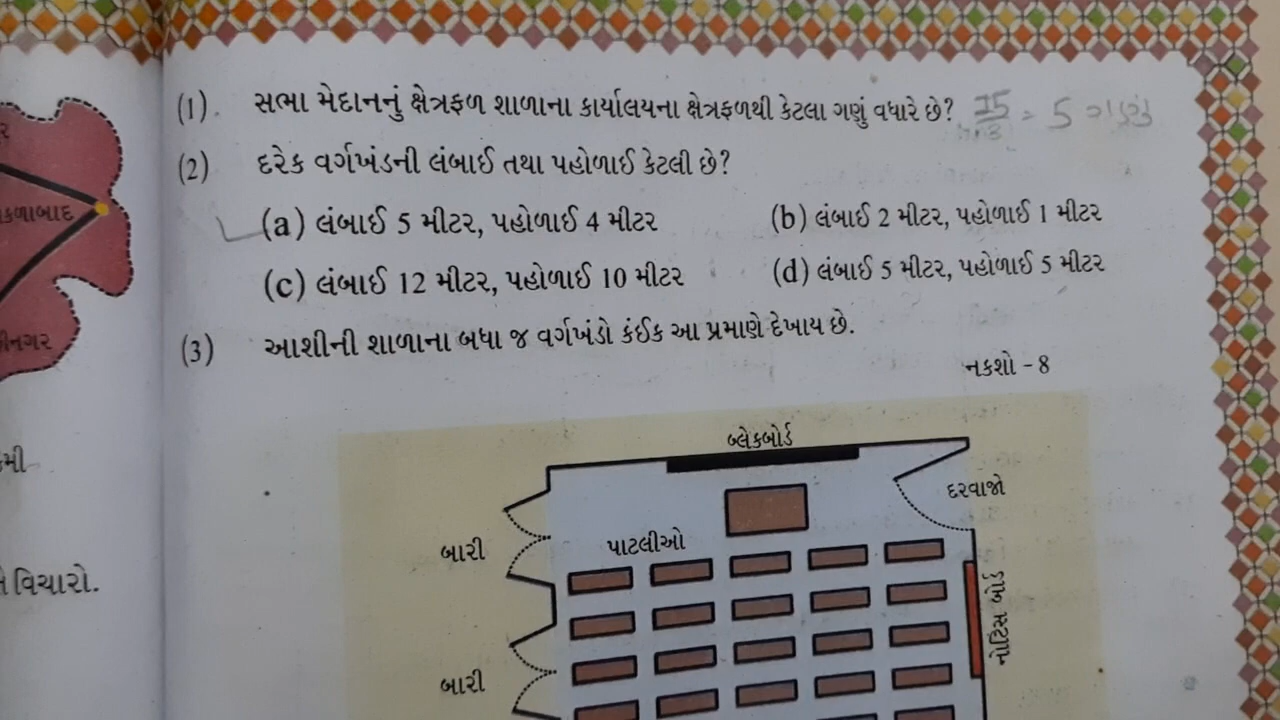 (1). સભા મેદાનનું ક્ષેત્રફળ શાળાના કાર્યાલયના ક્ષેત્રફળથી કેટલા ગણું વધારે છે? = 5
(2) દરેક વર્ગખંડની લંબાઈ તથા પહોળાઈ કેટલી છે?
(a) લંબાઈ 5 મીટર, પહોળાઈ 4 મીટર (b) લંબાઈ 2 મીટર, પહોળાઈ 1 મીટર
(c) લંબાઈ 12 મીટર, પહોળાઈ 10 મીટર (d) લંબાઈ 5 મીટર, પહોળાઈ 5 મીટર
(3) આશીની શાળાના બધા જ વર્ગખંડો કંઈક આ પ્રમાણે દેખાય છે.
નકશો - 8
બ્લેકબોર્ડ
દરવાજો
પાટલીઓ
બારી
નોટિસ બોર્ડ
બારી
વિચારો.